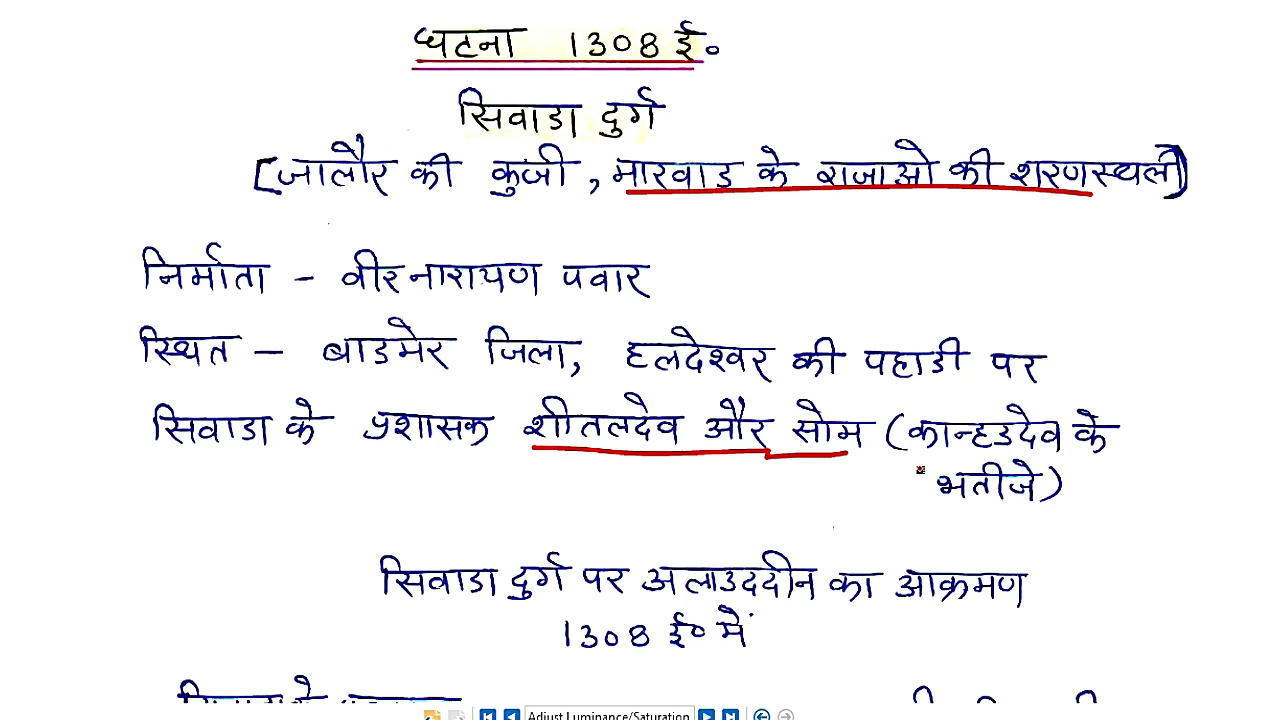 घटना 1308 ई०
सिवाडा दुर्ग
[जालौर की कुंजी, मारवाड के राजाओ की शरणस्थली]
निर्माता - वीरनारायण पवार
स्थित - बाडमेर जिला, हलदेश्वर की पहाडी पर
सिवाडा के प्रशासक शीतलदेव और सोम (कान्हडदेव के
भतीजे)
सिवाडा दुर्ग पर अलाउददीन का आक्रमण
1308 ई० में
Adjust Luminance/Saturation